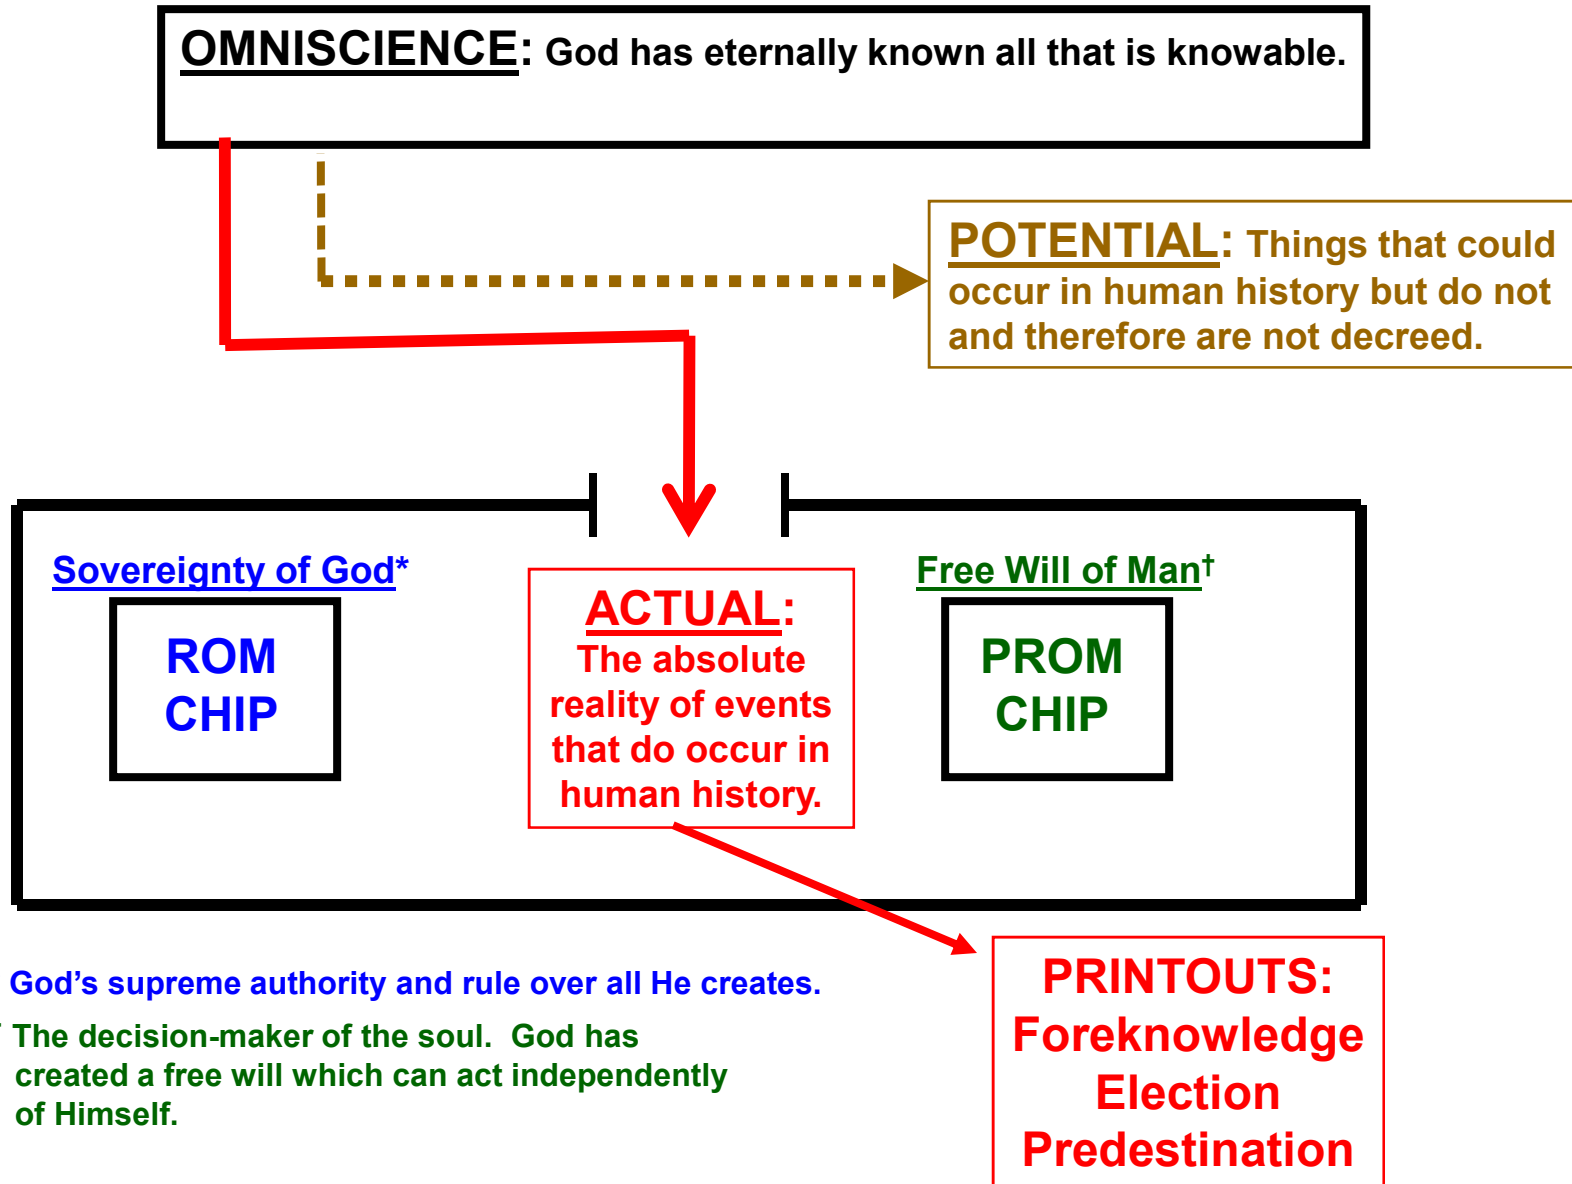 OMNISCIENCE: God has eternally known all that is knowable.
POTENTIAL: Things that could
occur in human history but do not
and therefore are not decreed.
Sovereignty of God*
ROM
CHIP
ACTUAL:
The absolute
reality of events
that do occur in
human history.
Free Will of Man†
PROM
CHIP
God’s supreme authority and rule over all He creates.
The decision-maker of the soul.  God has
created a free will which can act independently
of Himself.
PRINTOUTS:
Foreknowledge
Election
Predestination